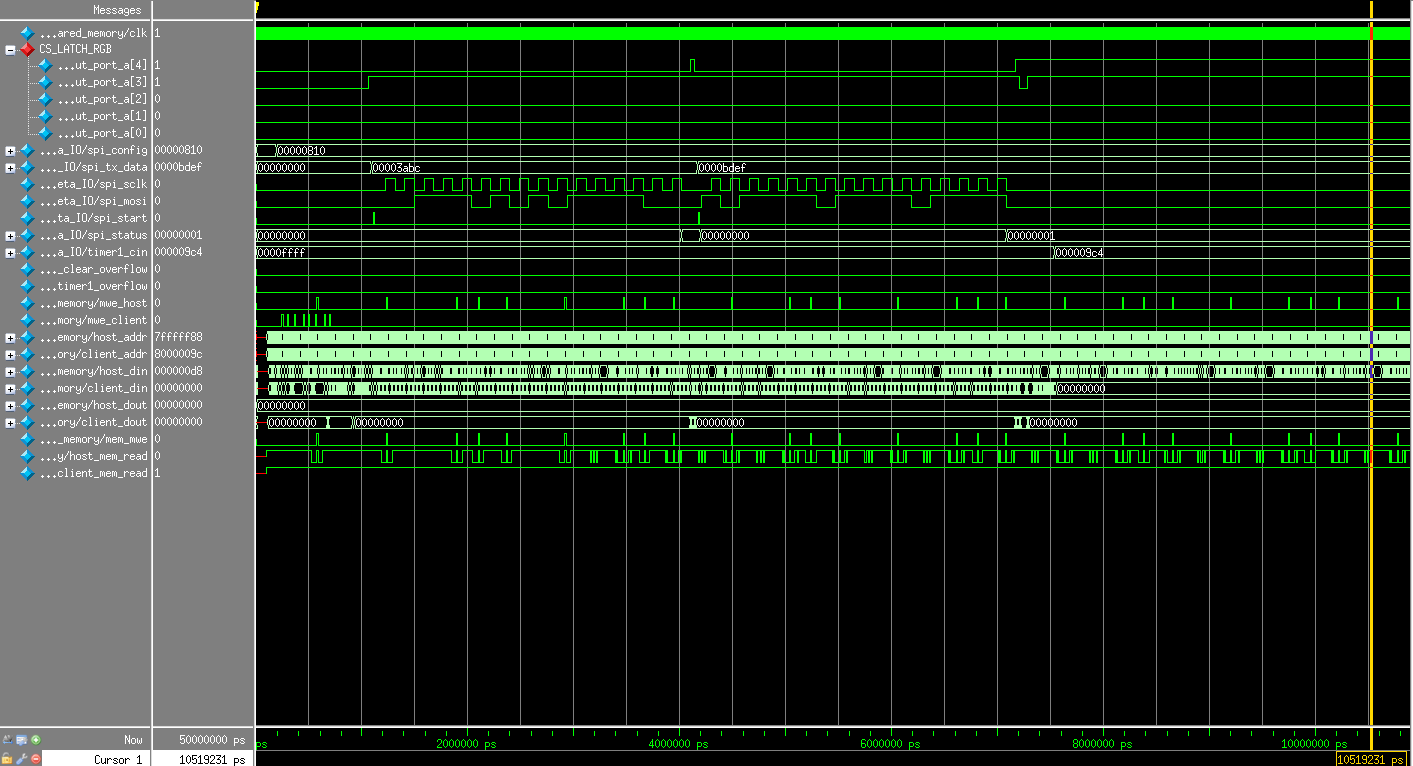 Messages
...ared_memory/clk 1
CS_LATCH_RGB
...ut_port_a[4] 1
...ut_port_a[3] 1
...ut_port_a[2] 0
...ut_port_a[1] 0
...ut_port_a[0] 0
...a_IO/spi_config 00000810 00000810
..._IO/spi_tx_data 0000bdef 00000000 00003abc 0000bdef
...eta_IO/spi_sclk 0
...eta_IO/spi_mosi 0
...ta_IO/spi_start 0
...a_IO/spi_status 00000001 00000000 00000000 00000001
...a_IO/timer1_cin 000009c4 0000ffff 000009c4
..._clear_overflow 0
...timer1_overflow 0
...memory/mwe_host 0
...mory/mwe_client 0
...emory/host_addr 7fffff88
...ory/client_addr 8000009c
...memory/host_din 000000d8
...mory/client_din 00000000 00000000
...emory/host_dout 00000000 00000000
...ory/client_dout 00000000 00000000 00000000 00000000 00000000
..._memory/mem_mwe 0
...y/host_mem_read 0
...client_mem_read 1
Now 50000000 ps ps 2000000 ps 4000000 ps 6000000 ps 8000000 ps 10000000 ps
Cursor 1 10519231 ps 10519231 ps